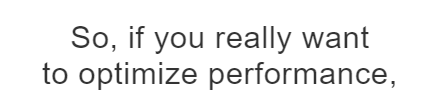 So, if you really want
to optimize performance,